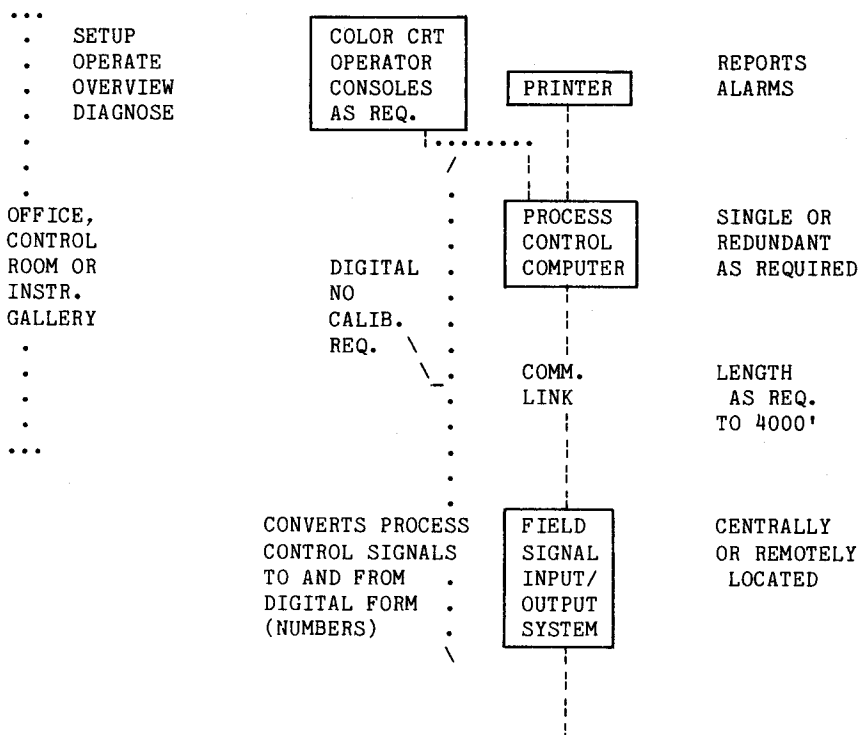 SETUP
OPERATE
OVERVIEW
DIAGNOSE
OFFICE,
CONTROL
ROOM OR
INSTR.
GALLERY
COLOR CRT
OPERATOR
CONSOLES
AS REQ.
PRINTER
REPORTS
ALARMS
PROCESS
CONTROL
COMPUTER
SINGLE OR
REDUNDANT
AS REQUIRED
DIGITAL
NO
CALIB.
REQ.
COMM.
LINK
LENGTH
AS REQ.
TO 4000'
CONVERTS PROCESS
CONTROL SIGNALS
TO AND FROM
DIGITAL FORM
(NUMBERS)
FIELD
SIGNAL
INPUT/
OUTPUT
SYSTEM
CENTRALLY
OR REMOTELY
LOCATED